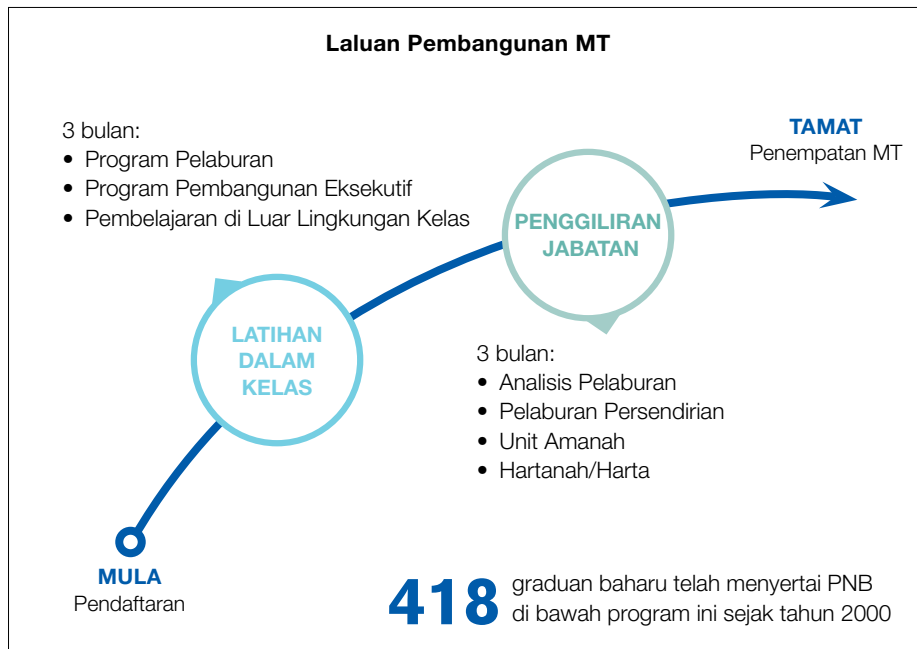 Laluan Pembangunan MT
3 bulan:
• Program Pelaburan
• Program Pembangunan Eksekutif
• Pembelajaran di Luar Lingkungan Kelas
TAMAT
Penempatan MT
PENGGILIRAN
JABATAN
LATIHAN
DALAM
KELAS
3 bulan:
• Analisis Pelaburan
• Pelaburan Persendirian
• Unit Amanah
• Hartanah/Harta
MULA
Pendaftaran
418
graduan baharu telah menyertai PNB
di bawah program ini sejak tahun 2000